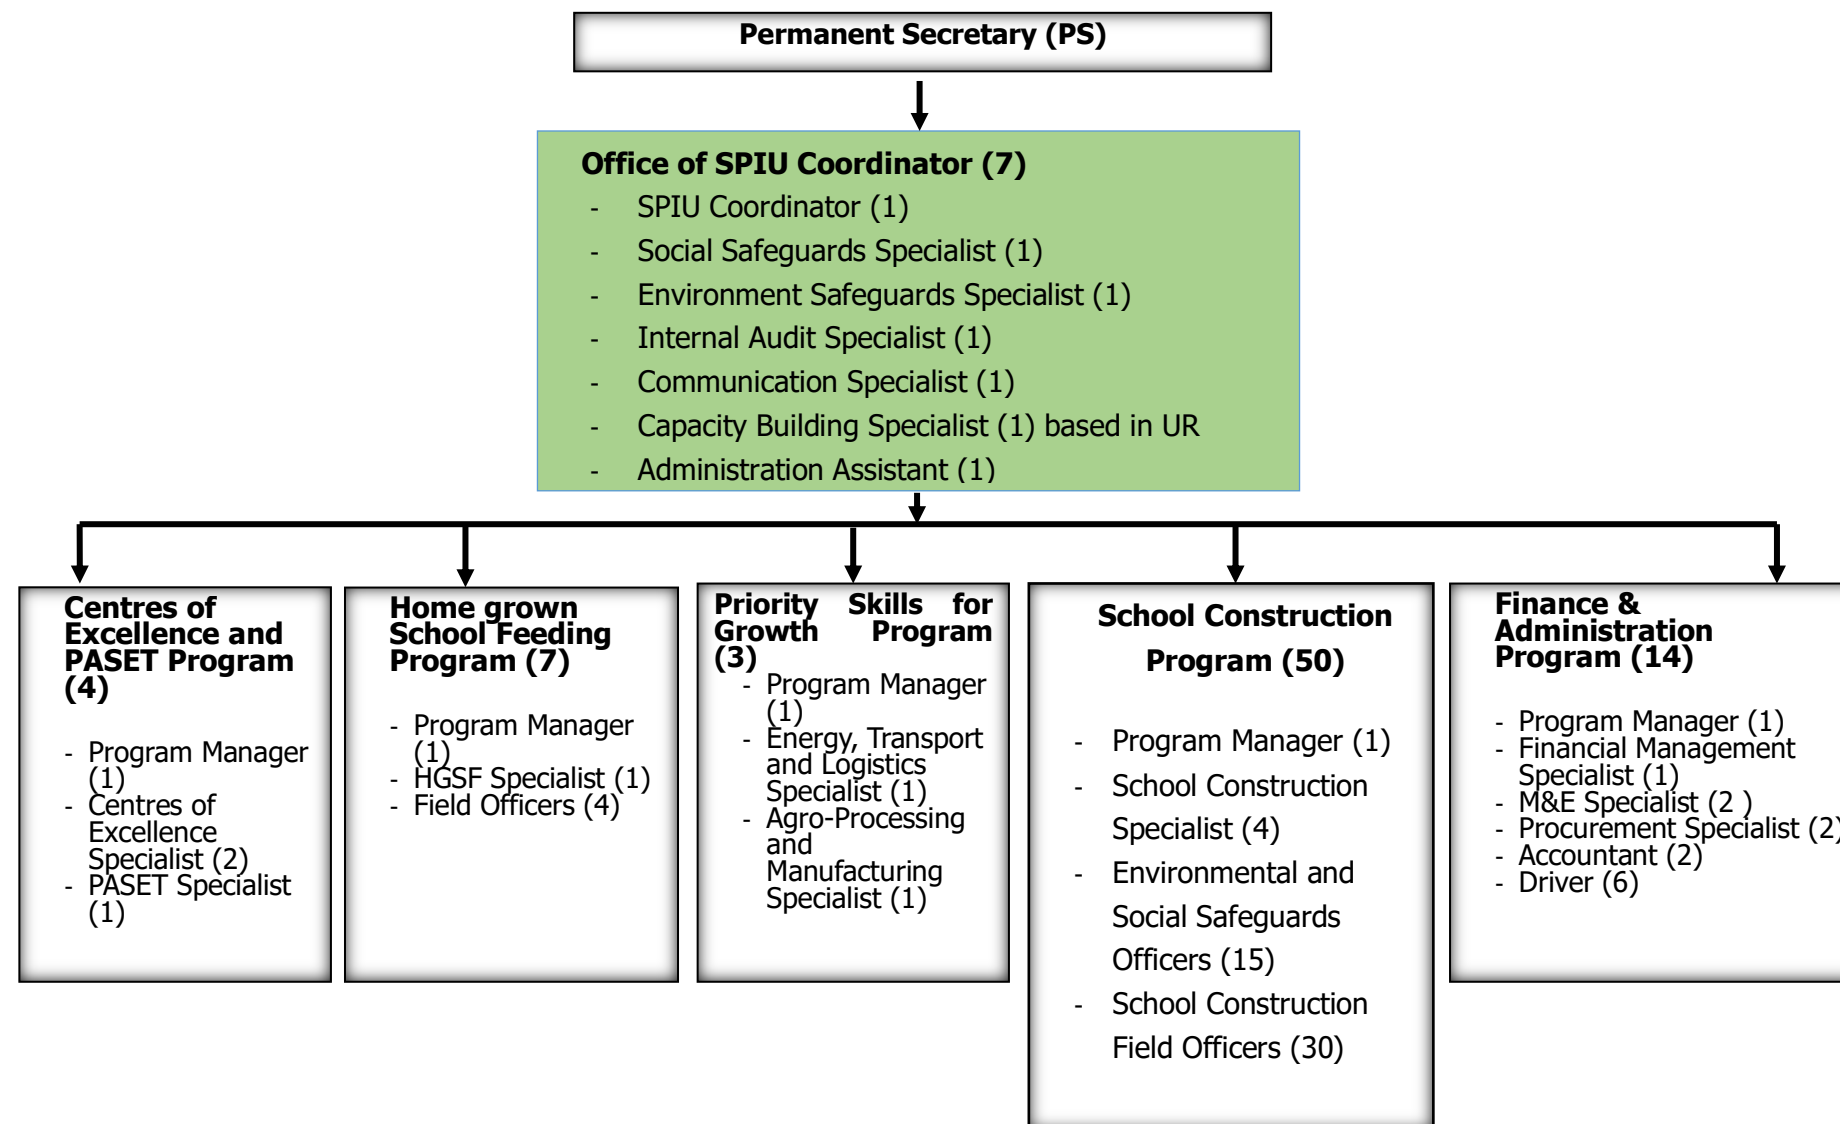 Permanent Secretary (PS)
Office of SPIU Coordinator (7)
- SPIU Coordinator (1)
- Social Safeguards Specialist (1)
- Environment Safeguards Specialist (1)
- Internal Audit Specialist (1)
- Communication Specialist (1)
- Capacity Building Specialist (1) based in UR
- Administration Assistant (1)
Centres of
Excellence and
PASET Program
(4)
- Program Manager
(1)
- Centres of
Excellence
Specialist (2)
- PASET Specialist
(1)
Home grown
School Feeding
Program (7)
- Program Manager
(1)
- HGSF Specialist (1)
- Field Officers (4)
Priority Skills for
Growth Program
(3)
- Program Manager
(1)
- Energy, Transport
and Logistics
Specialist (1)
- Agro-Processing
and
Manufacturing
Specialist (1)
School Construction
Program (50)
- Program Manager (1)
- School Construction
Specialist (4)
- Environmental and
Social Safeguards
Officers (15)
- School Construction
Field Officers (30)
Finance &
Administration
Program (14)
- Program Manager (1)
- Financial Management
Specialist (1)
- M&E Specialist (2 )
- Procurement Specialist (2)
- Accountant (2)
- Driver (6)